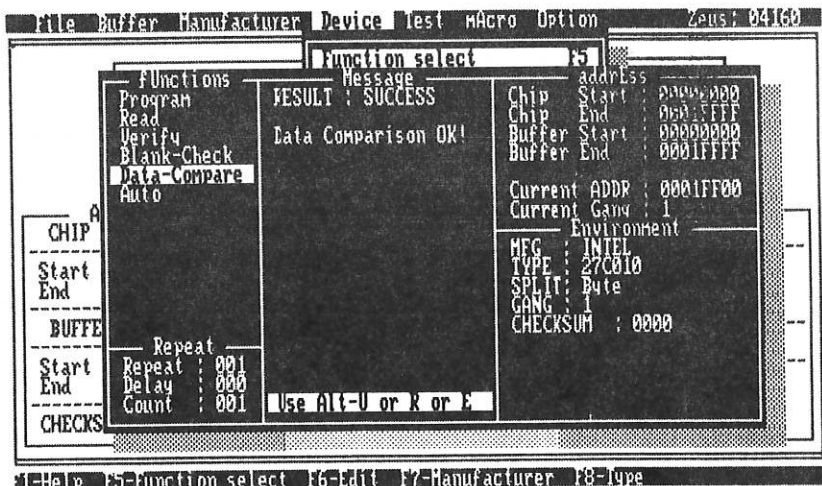 File Buffer Manufacturer Device Test mAcro Option Zeus: 04160
Function select F5
fUnctions
Program
Read
Verify
Blank-Check
Data-Compare
Auto
Repeat
Repeat : 001
Delay : 000
Count : 001
Message
RESULT : SUCCESS
Data Comparison OK!
Use Alt-U or R or E
addrEss
Chip Start :
Chip End :
Buffer Start : 00000000
Buffer End : 0001FFFF
Current ADDR : 0001FF00
Current Gang : 1
Environment
MFG : INTEL
TYPE : 27C010
SPLIT: Byte
GANG : 1
CHECKSUM : 0000
A
CHIP
Start
End
BUFFE
Start
End
CHECKS
F1-Help F5-Function select F6-Edit F7-Manufacturer F8-Type